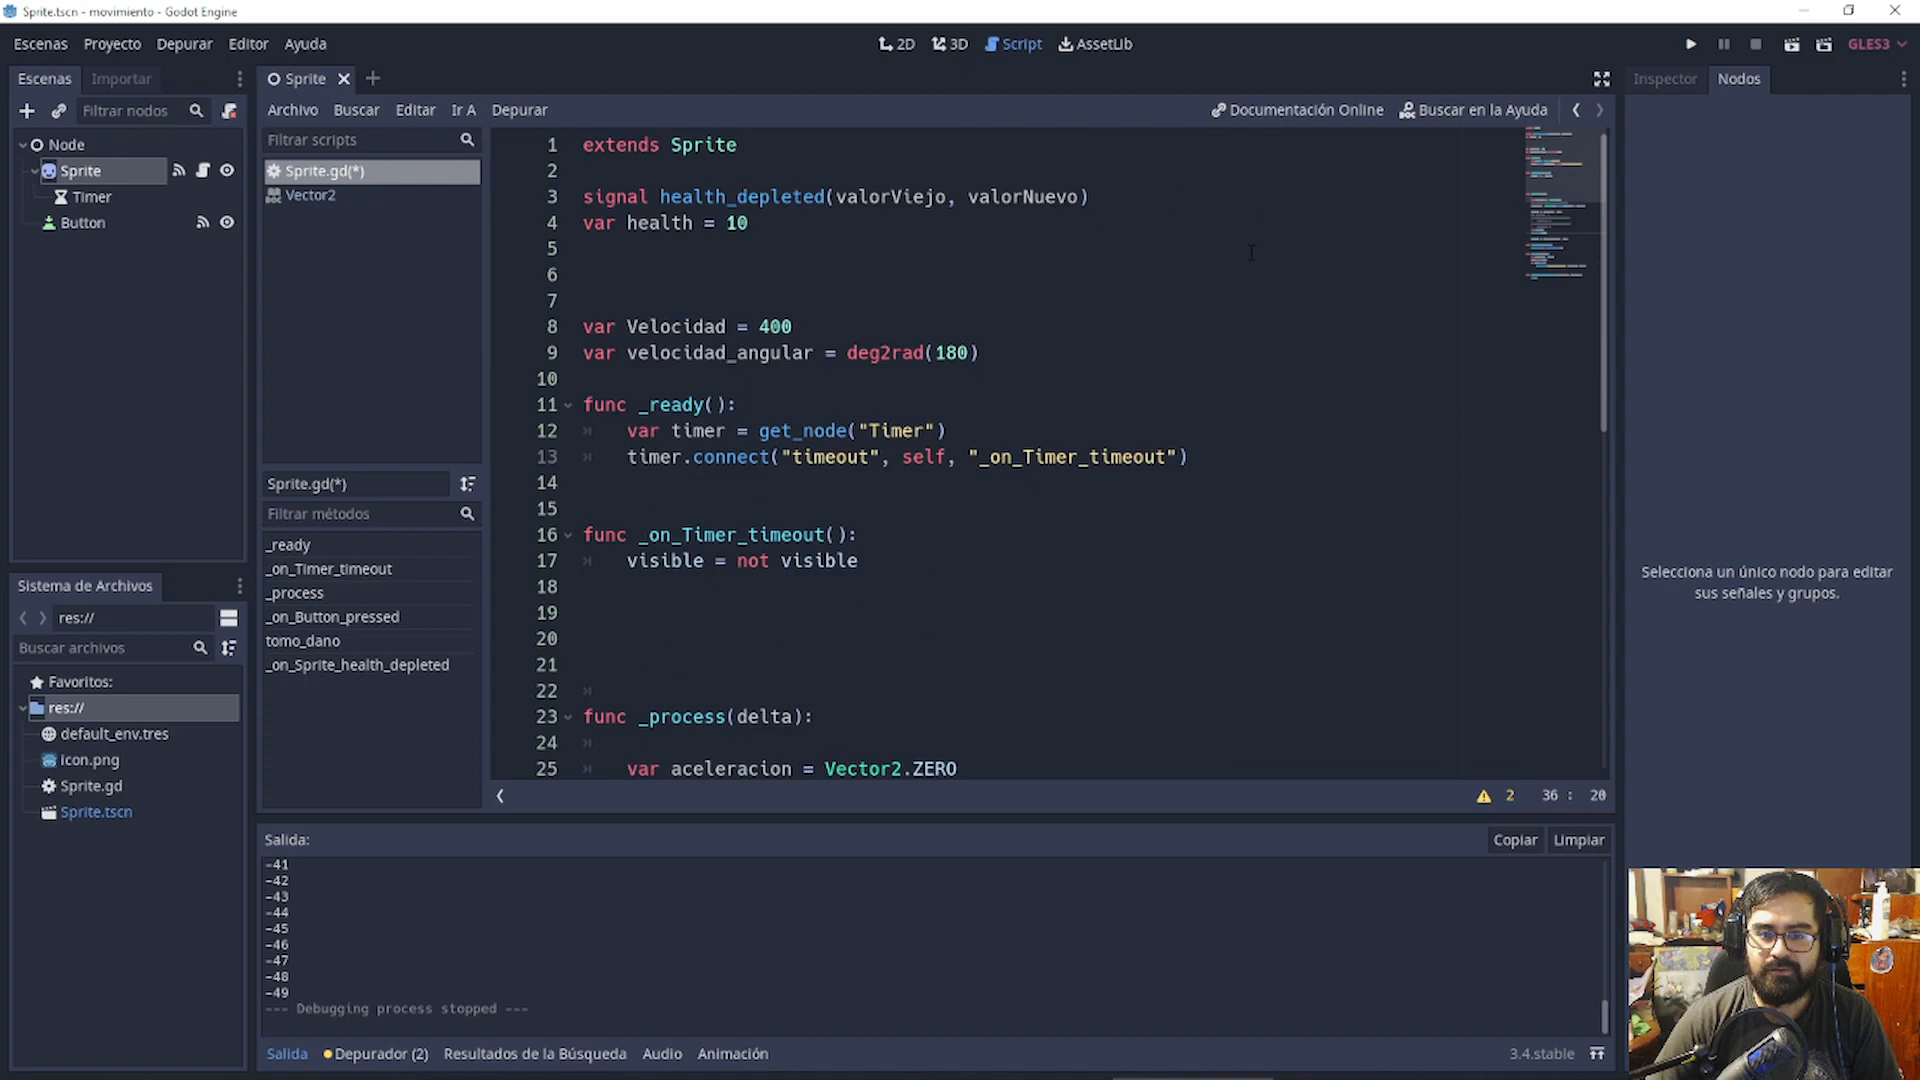 Sprite.tscn - movimiento - Godot Engine
Escenas Proyecto Depurar Editor Ayuda
2D 3D Script AssetLib
GLES3
Escenas Importar
Filtrar nodos
Node
Sprite
Timer
Button
Sistema de Archivos
res://
Buscar archivos
Favoritos:
res://
default_env.tres
icon.png
Sprite.gd
Sprite.tscn
Sprite
Archivo Buscar Editar Ir A Depurar
Documentación Online Buscar en la Ayuda
Filtrar scripts
Sprite.gd(*)
Vector2
Sprite.gd(*)
Filtrar métodos
_ready
_on_Timer_timeout
_process
_on_Button_pressed
tomo_dano
_on_Sprite_health_depleted
1 extends Sprite
2
3 signal health_depleted(valorViejo, valorNuevo)
4 var health = 10
5
6
7
8 var Velocidad = 400
9 var velocidad_angular = deg2rad(180)
10
11 func _ready():
12 var timer = get_node("Timer")
13 timer.connect("timeout", self, "_on_Timer_timeout")
14
15
16 func _on_Timer_timeout():
17 visible = not visible
18
19
20
21
22
23 func _process(delta):
24
25 var aceleracion = Vector2.ZERO
2 36 : 20
Salida:
Copiar Limpiar
-41
-42
-43
-44
-45
-46
-47
-48
-49
--- Debugging process stopped ---
Salida Depurador (2) Resultados de la Búsqueda Audio Animación
3.4.stable
Inspector Nodos
Selecciona un único nodo para editar
sus señales y grupos.